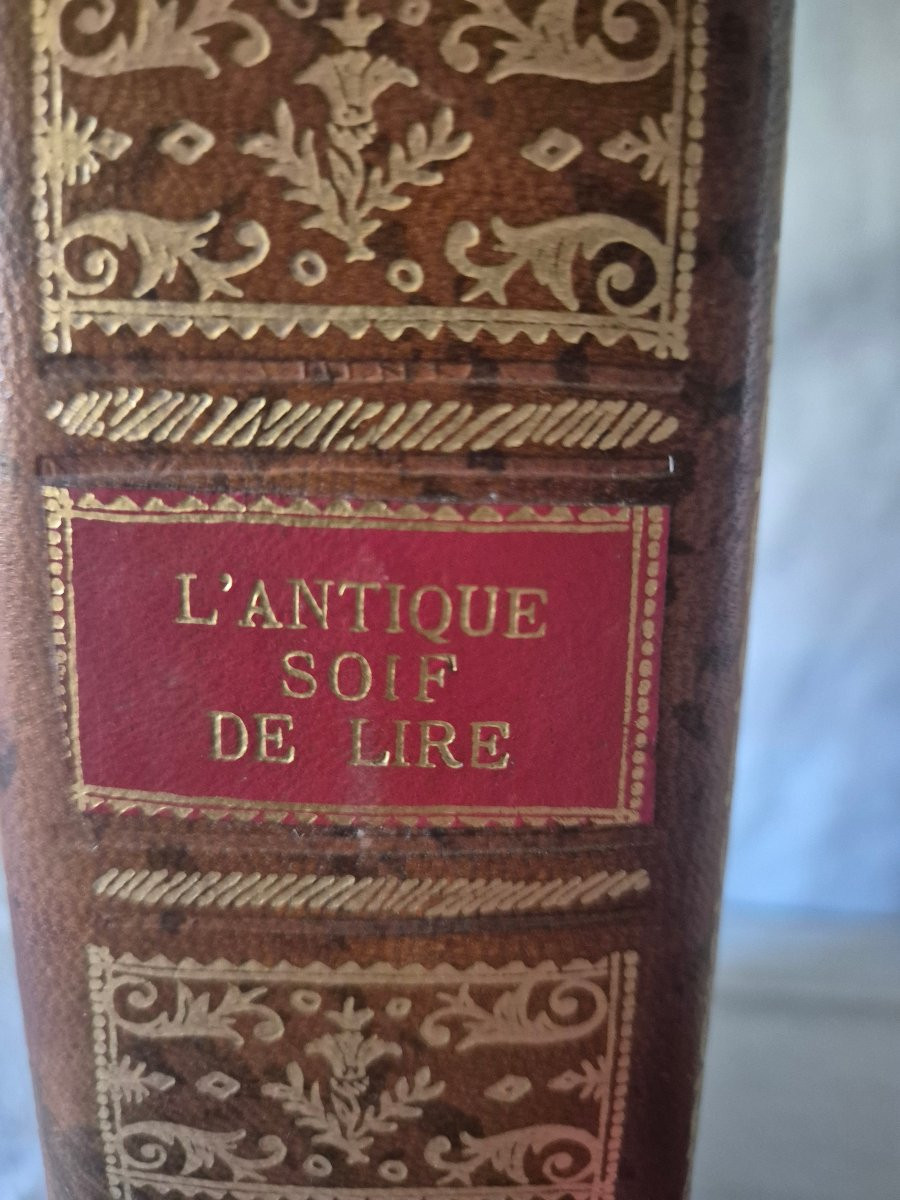 L'ANTIQUE
SOIF
DE LIRE